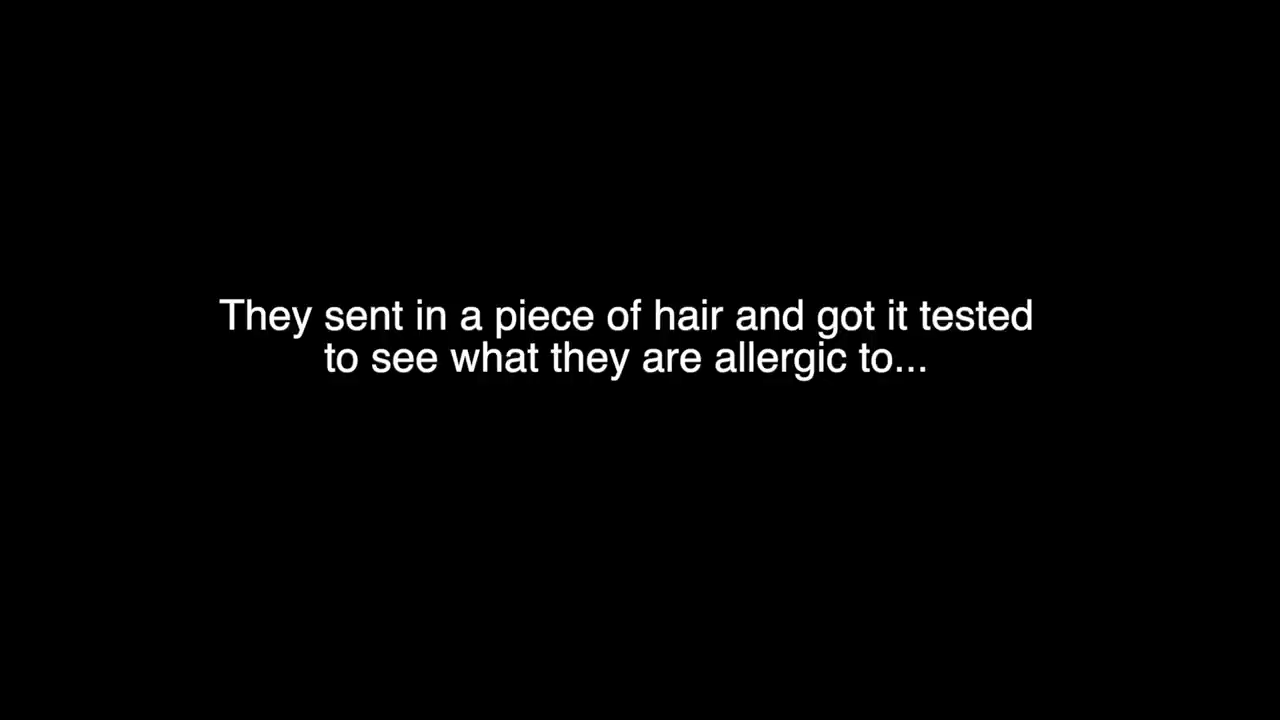 They sent in a piece of hair and got it tested
to see what they are allergic to...